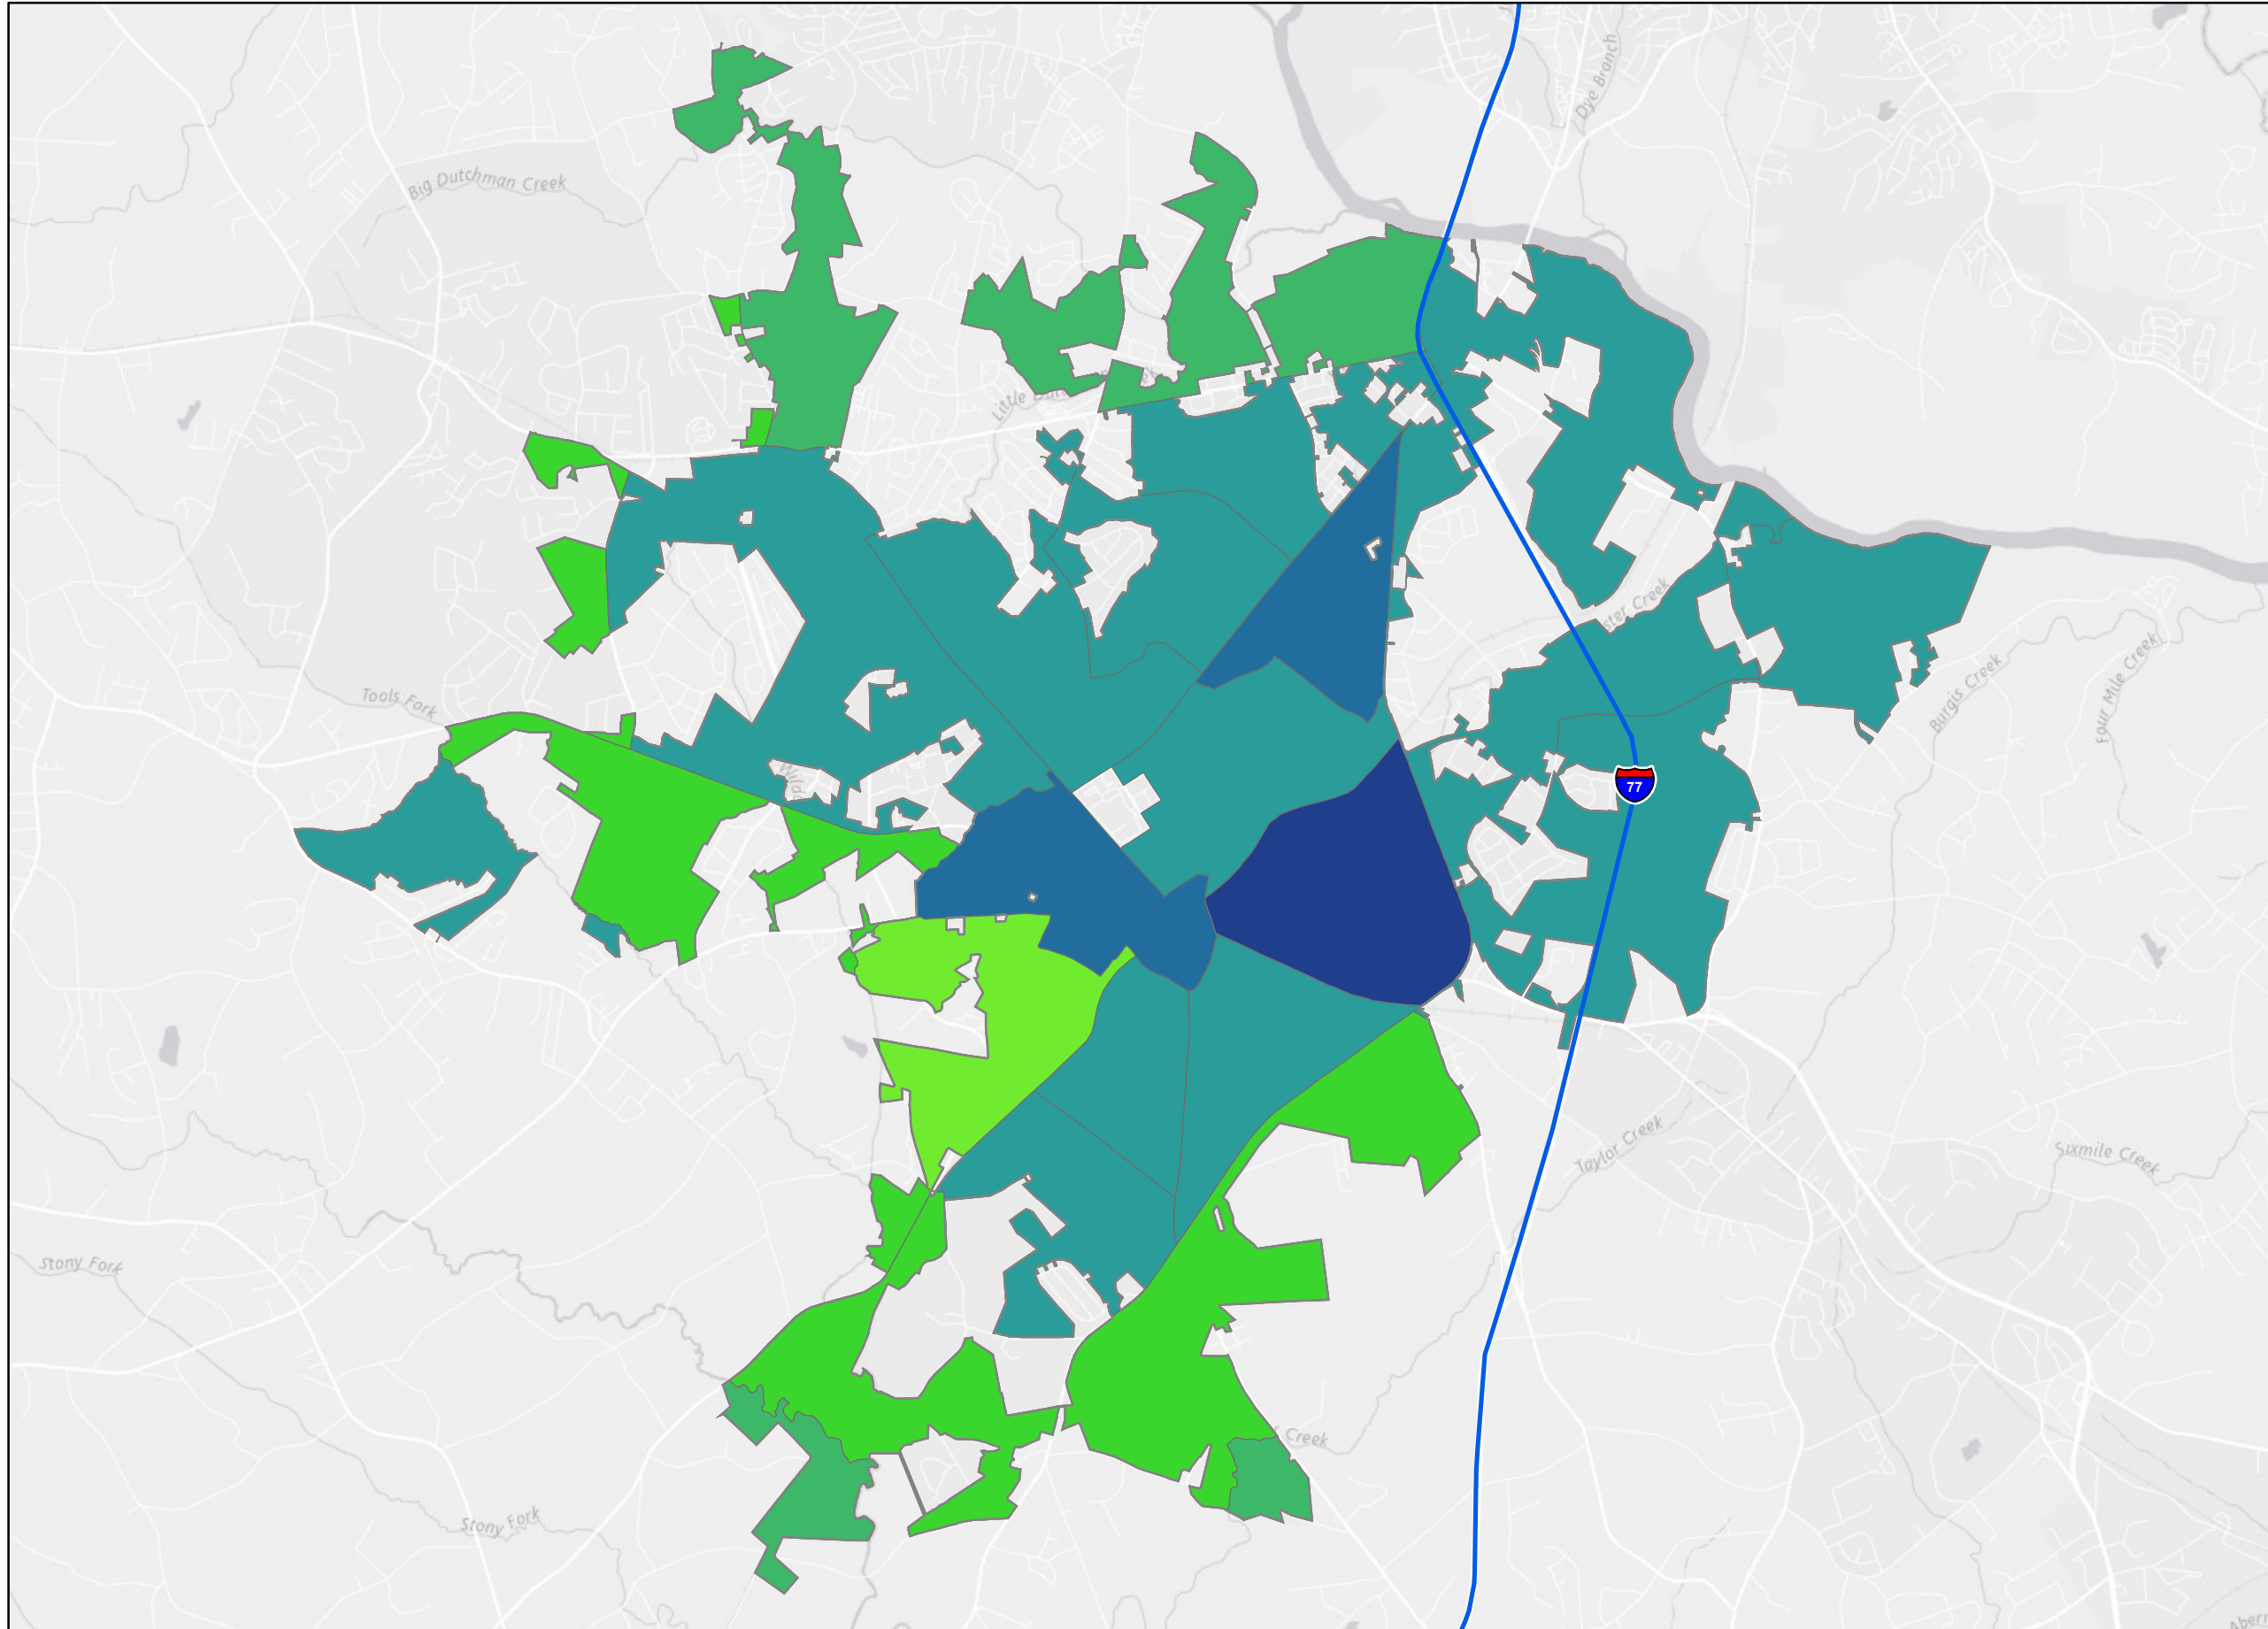 Dye Branch
Big Dutchman Creek
Little
Tools Fork
Burgis Creek
Four Mile Creek
77
Taylor Creek
Sixmile Creek
Stony Fork
Creek
Stony Fork